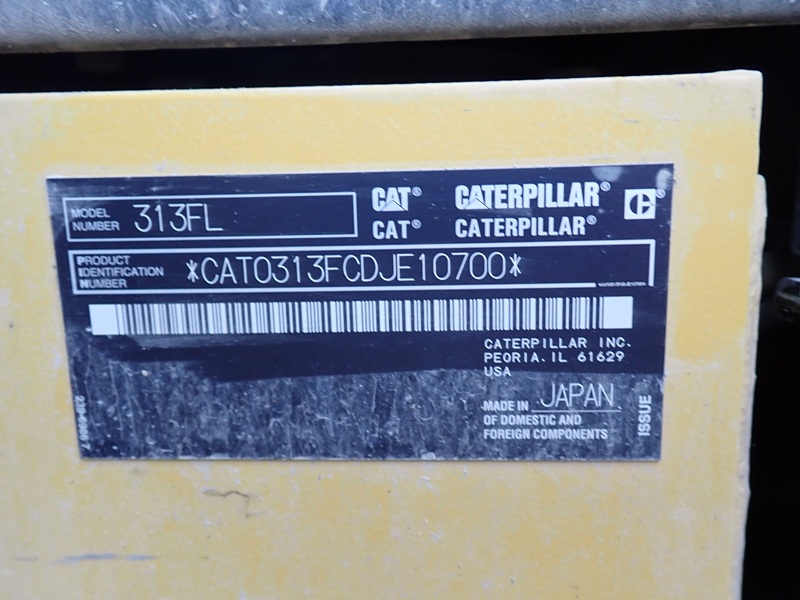 MODEL NUMBER 313FL
CAT® CATERPILLAR®
CAT® CATERPILLAR®
PRODUCT IDENTIFICATION NUMBER *CAT0313FCDJE10700*
CATERPILLAR INC.
PEORIA. IL 61629
USA
MADE IN JAPAN
OF DOMESTIC AND
FOREIGN COMPONENTS
ISSUE